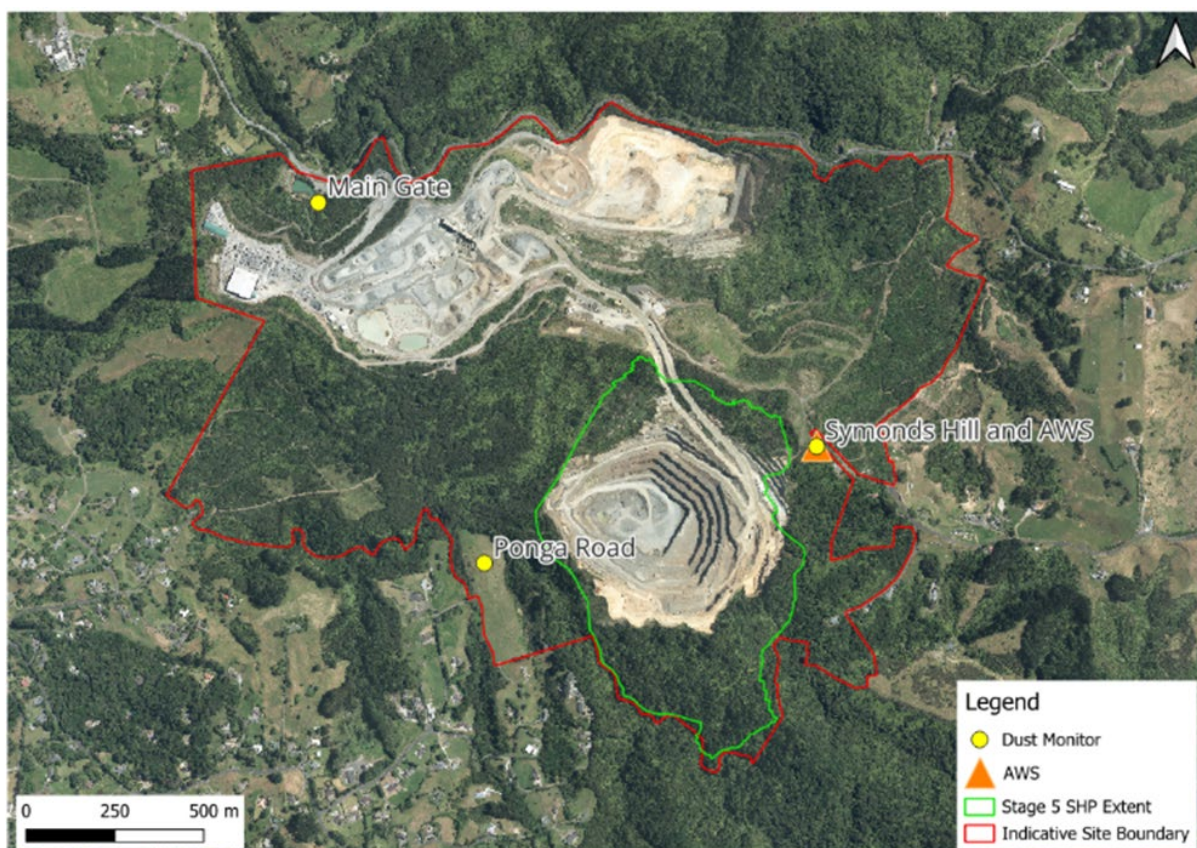 Main Gate
Symonds Hill and AWS
Ponga Road
Legend
Dust Monitor
AWS
Stage 5 SHP Extent
Indicative Site Boundary
0 250 500 m